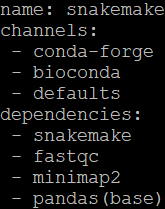 name: snakemake
channels:
 - conda-forge
 - bioconda
 - defaults
dependencies:
 - snakemake
 - fastqc
 - minimap2
 - pandas(base)